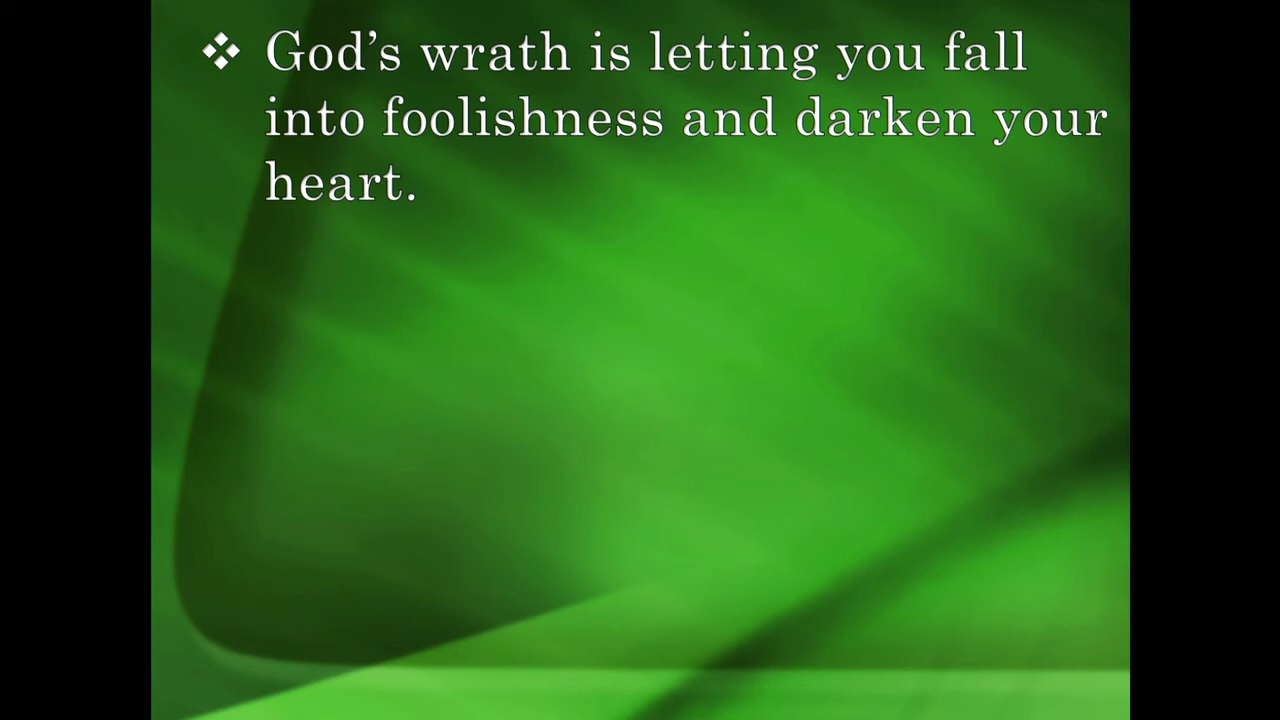 ❖ God’s wrath is letting you fall
into foolishness and darken your
heart.